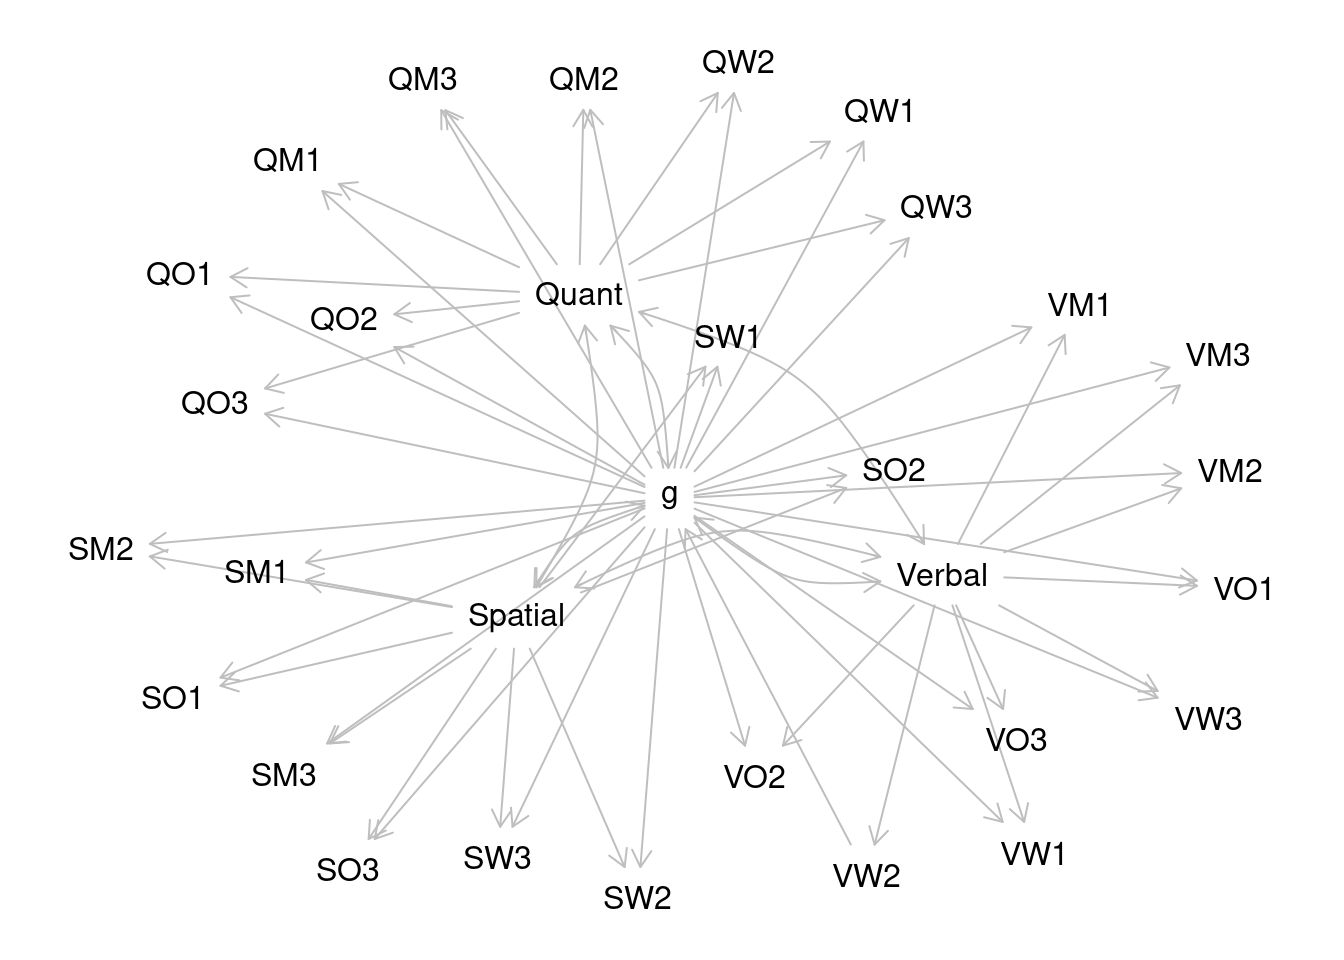 QW2
QM3
QM2
QW1
QM1
QW3
QO1
Quant
VM1
QO2
SW1
VM3
QO3
SO2
VM2
g
SM2
SM1
Verbal
VO1
Spatial
SO1
VW3
VO3
SM3
VO2
VW1
SW3
SO3
VW2
SW2